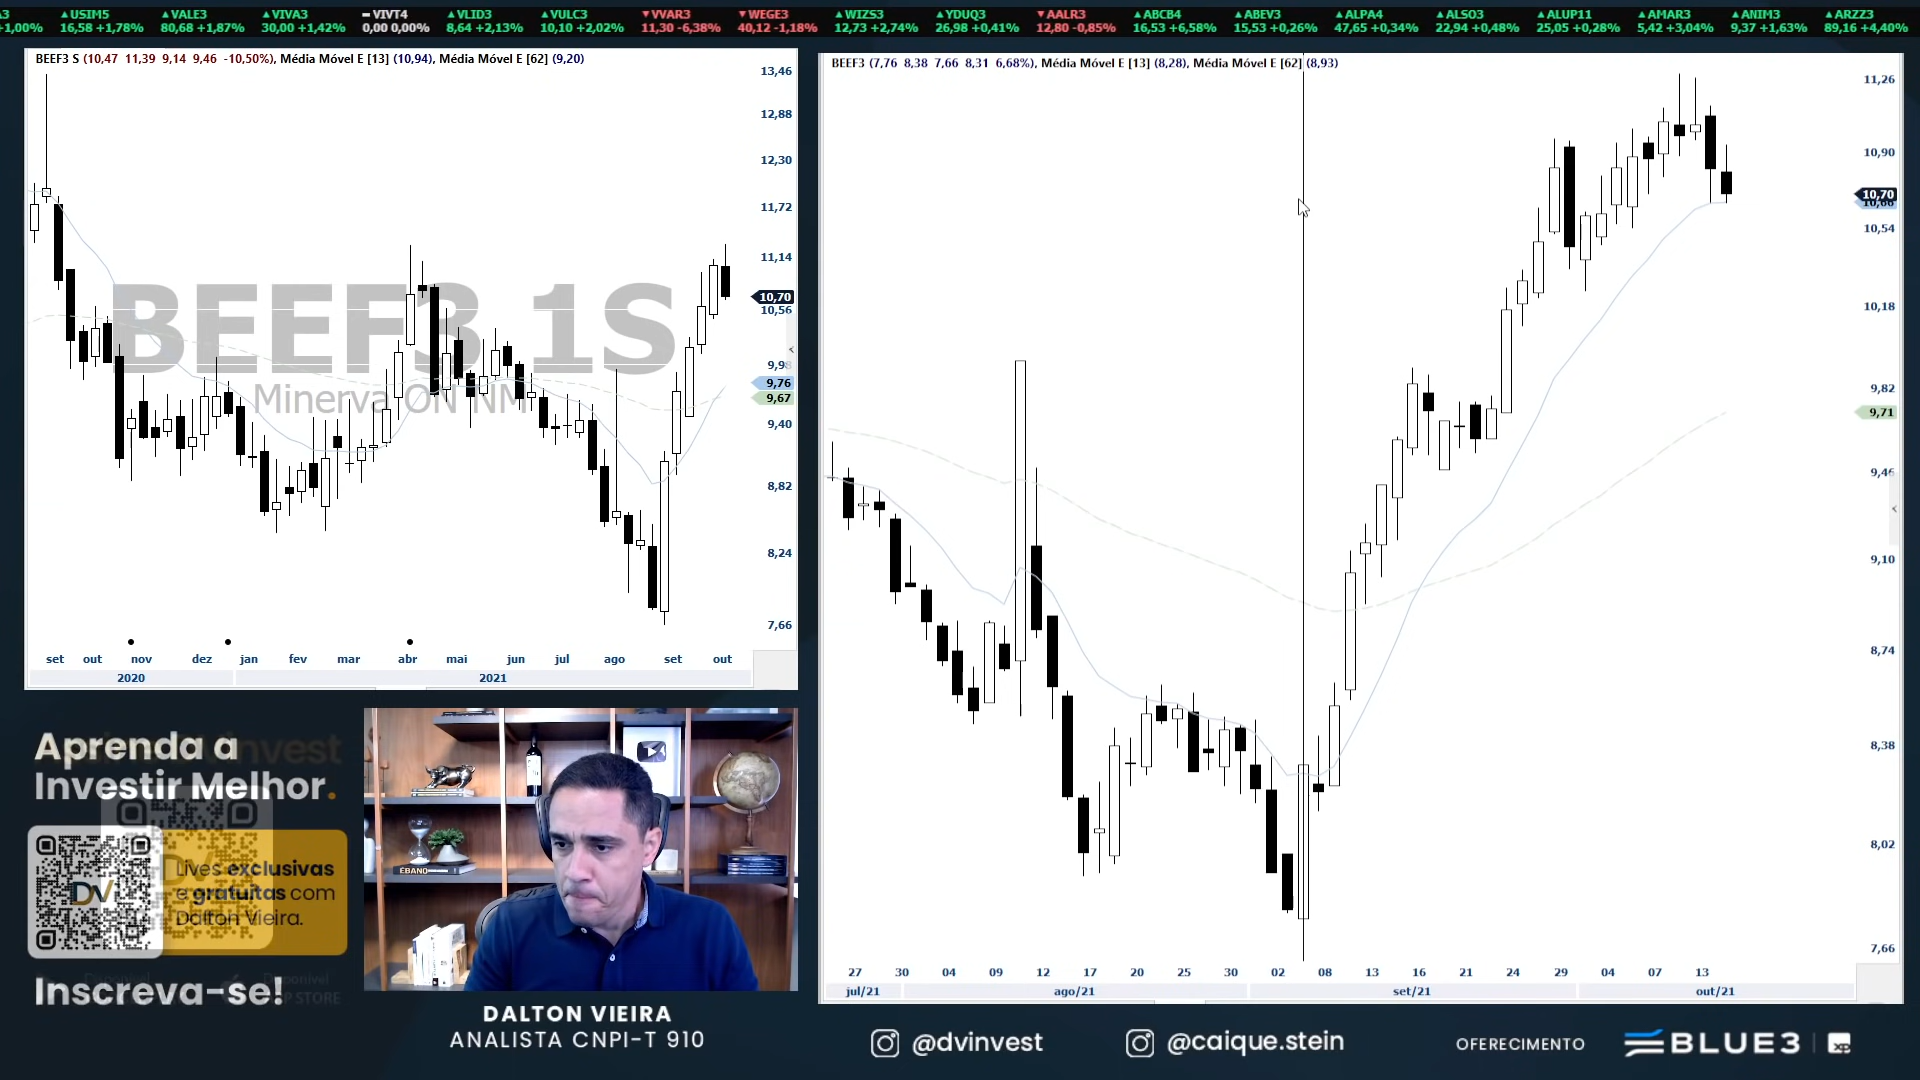 ▲USIM5 ▲VALE3 ▲VIVA3 VIVT4 ▲VLID3 ▲VULC3 ▼VVAR3 ▼WEGE3 ▲WIZS3 ▲YDUQ3 ▼AALR3 ▲ABCB4 ▲ABEV3 ▲ALPA4 ▲ALSO3 ▲ALUP11 ▲AMAR3 ▲ANIM3 ▲ARZZ3
+1,00% 16,58 +1,78% 80,68 +1,87% 30,00 +1,42% 0,00 0,00% 8,64 +2,13% 10,10 +2,02% 11,30 -6,38% 40,12 -1,18% 12,73 +2,74% 26,98 +0,41% 12,80 -0,85% 16,53 +6,58% 15,53 +0,26% 47,65 +0,34% 22,94 +0,48% 25,05 +0,28% 5,42 +3,04% 9,37 +1,63% 89,16 +4,40%
BEEF3 S (10,47 11,39 9,14 9,46 -10,50%), Média Móvel E [13] (10,94), Média Móvel E [62] (9,20)
13,46
12,88
12,30
11,72
11,14
10,70
10,56
9,76
9,67
9,40
8,82
8,24
7,66
BEEF3 1S
Minerva ON NM
set out nov dez jan fev mar abr mai jun jul ago set out
2020 2021
BEEF3 (7,76 8,38 7,66 8,31 6,68%), Média Móvel E [13] (8,28), Média Móvel E [62] (8,93)
11,26
10,90
10,70
10,54
10,18
9,82
9,71
9,46
9,10
8,74
8,38
8,02
7,66
27 30 04 09 12 17 20 25 30 02 08 13 16 21 24 29 04 07 13
jul/21 ago/21 set/21 out/21
Aprenda a
Investir Melhor.
DV
Lives exclusivas
e gratuitas com
Dalton Vieira.
Inscreva-se!
ÉBANO
DALTON VIEIRA
ANALISTA CNPI-T 910
@dvinvest
@caique.stein
OFERECIMENTO
BLUE3
xp